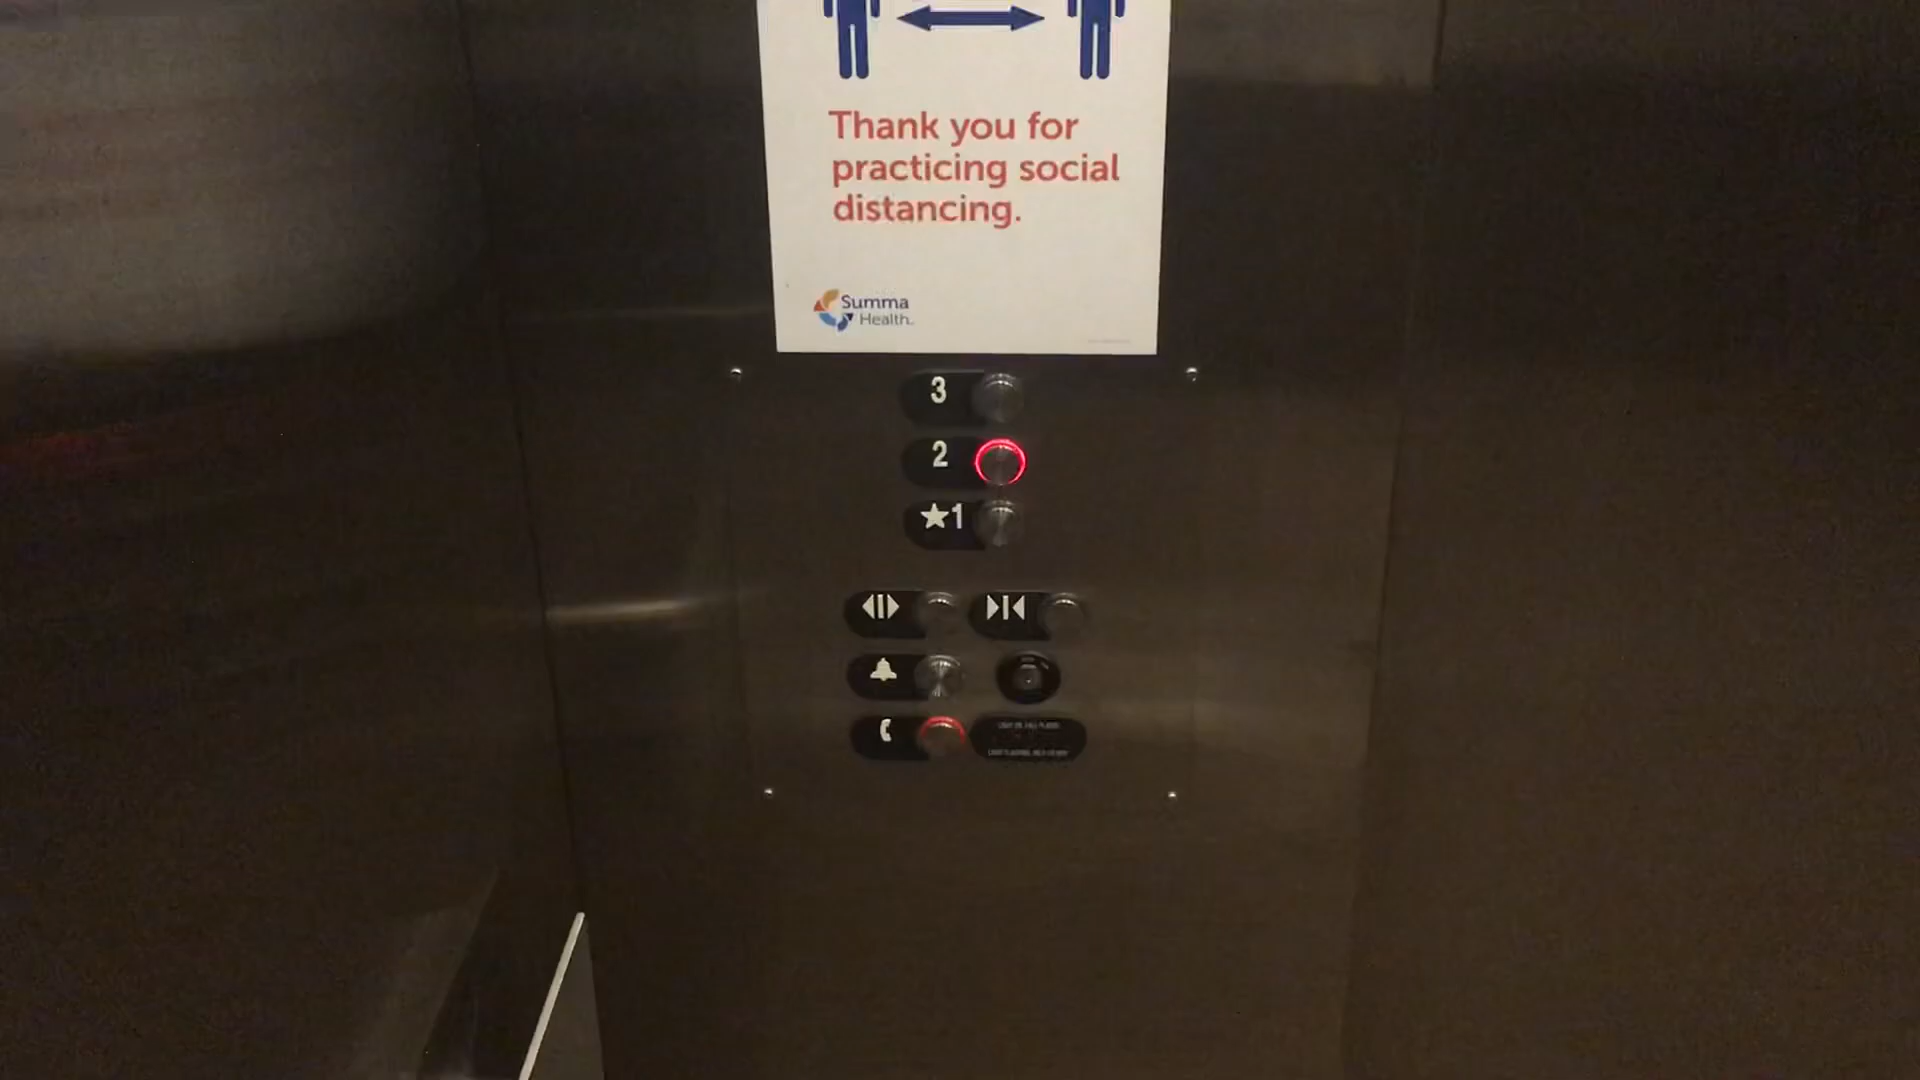 Thank you for
practicing social
distancing.
Summa
Health
3
2
★1